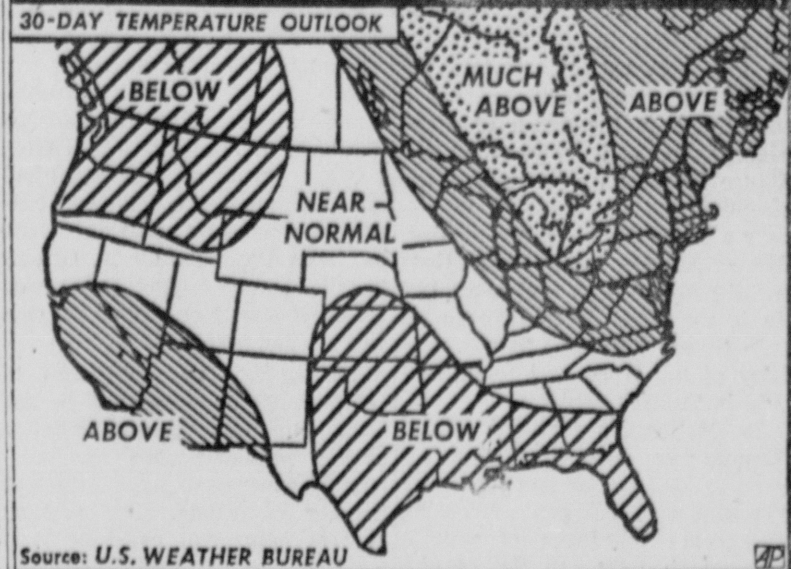 30-DAY TEMPERATURE OUTLOOK
BELOW
MUCH
ABOVE
ABOVE
NEAR
NORMAL
ABOVE
BELOW
Source: U.S. WEATHER BUREAU
AP